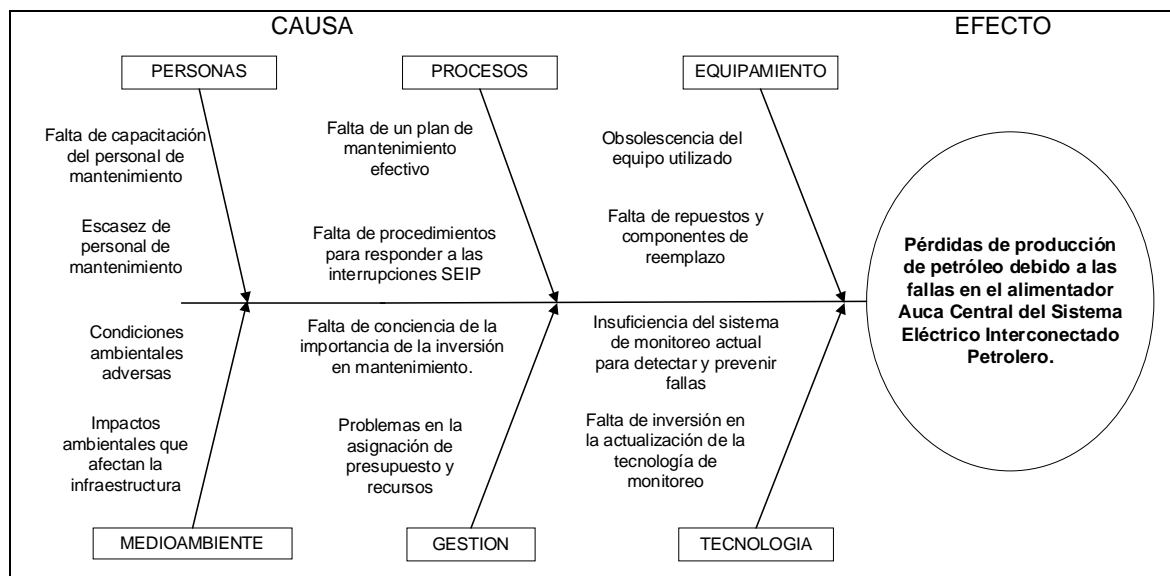 CAUSA
EFECTO
PERSONAS
PROCESOS
EQUIPAMIENTO
Falta de capacitación
del personal de
mantenimiento
Falta de un plan de
mantenimiento
efectivo
Obsolescencia del
equipo utilizado
Escasez de
personal de
mantenimiento
Falta de procedimientos
para responder a las
interrupciones SEIP
Falta de repuestos y
componentes de
reemplazo
Pérdidas de producción
de petróleo debido a las
fallas en el alimentador
Auca Central del Sistema
Eléctrico Interconectado
Petrolero.
Condiciones
ambientales
adversas
Falta de conciencia de la
importancia de la inversión
en mantenimiento.
Insuficiencia del sistema
de monitoreo actual
para detectar y prevenir
fallas
Impactos
ambientales que
afectan la
infraestructura
Problemas en la
asignación de
presupuesto y
recursos
Falta de inversión en
la actualización de la
tecnología de
monitoreo
MEDIOAMBIENTE
GESTION
TECNOLOGIA